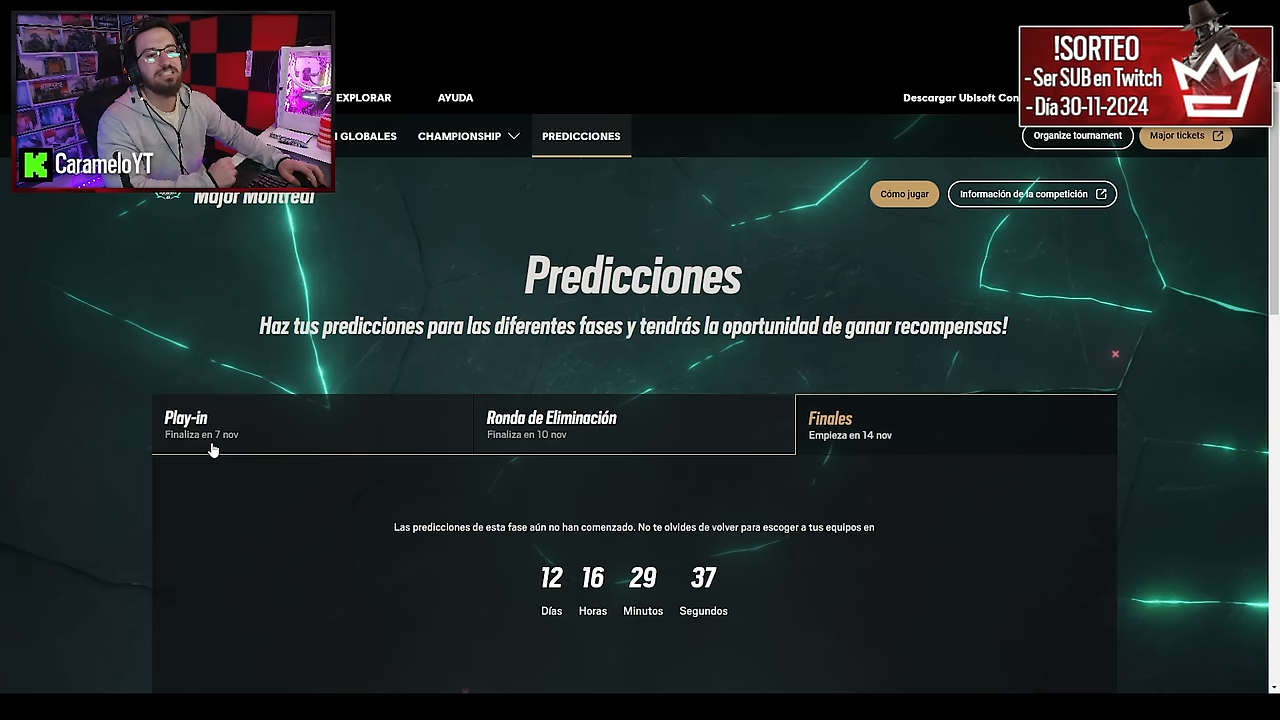 !SORTEO
- Ser SUB en Twitch
- Día 30-11-2024
EXPLORAR
AYUDA
Descargar Ubisoft Con
GLOBALES
CHAMPIONSHIP
PREDICCIONES
Organize tournament
Major tickets
CarameloYT
Major Montreal
Cómo jugar
Información de la competición
Predicciones
Haz tus predicciones para las diferentes fases y tendrás la oportunidad de ganar recompensas!
Play-in
Finaliza en 7 nov
Ronda de Eliminación
Finaliza en 10 nov
Finales
Empieza en 14 nov
Las predicciones de esta fase aún no han comenzado. No te olvides de volver para escoger a tus equipos en
12 16 29 37
Días Horas Minutos Segundos